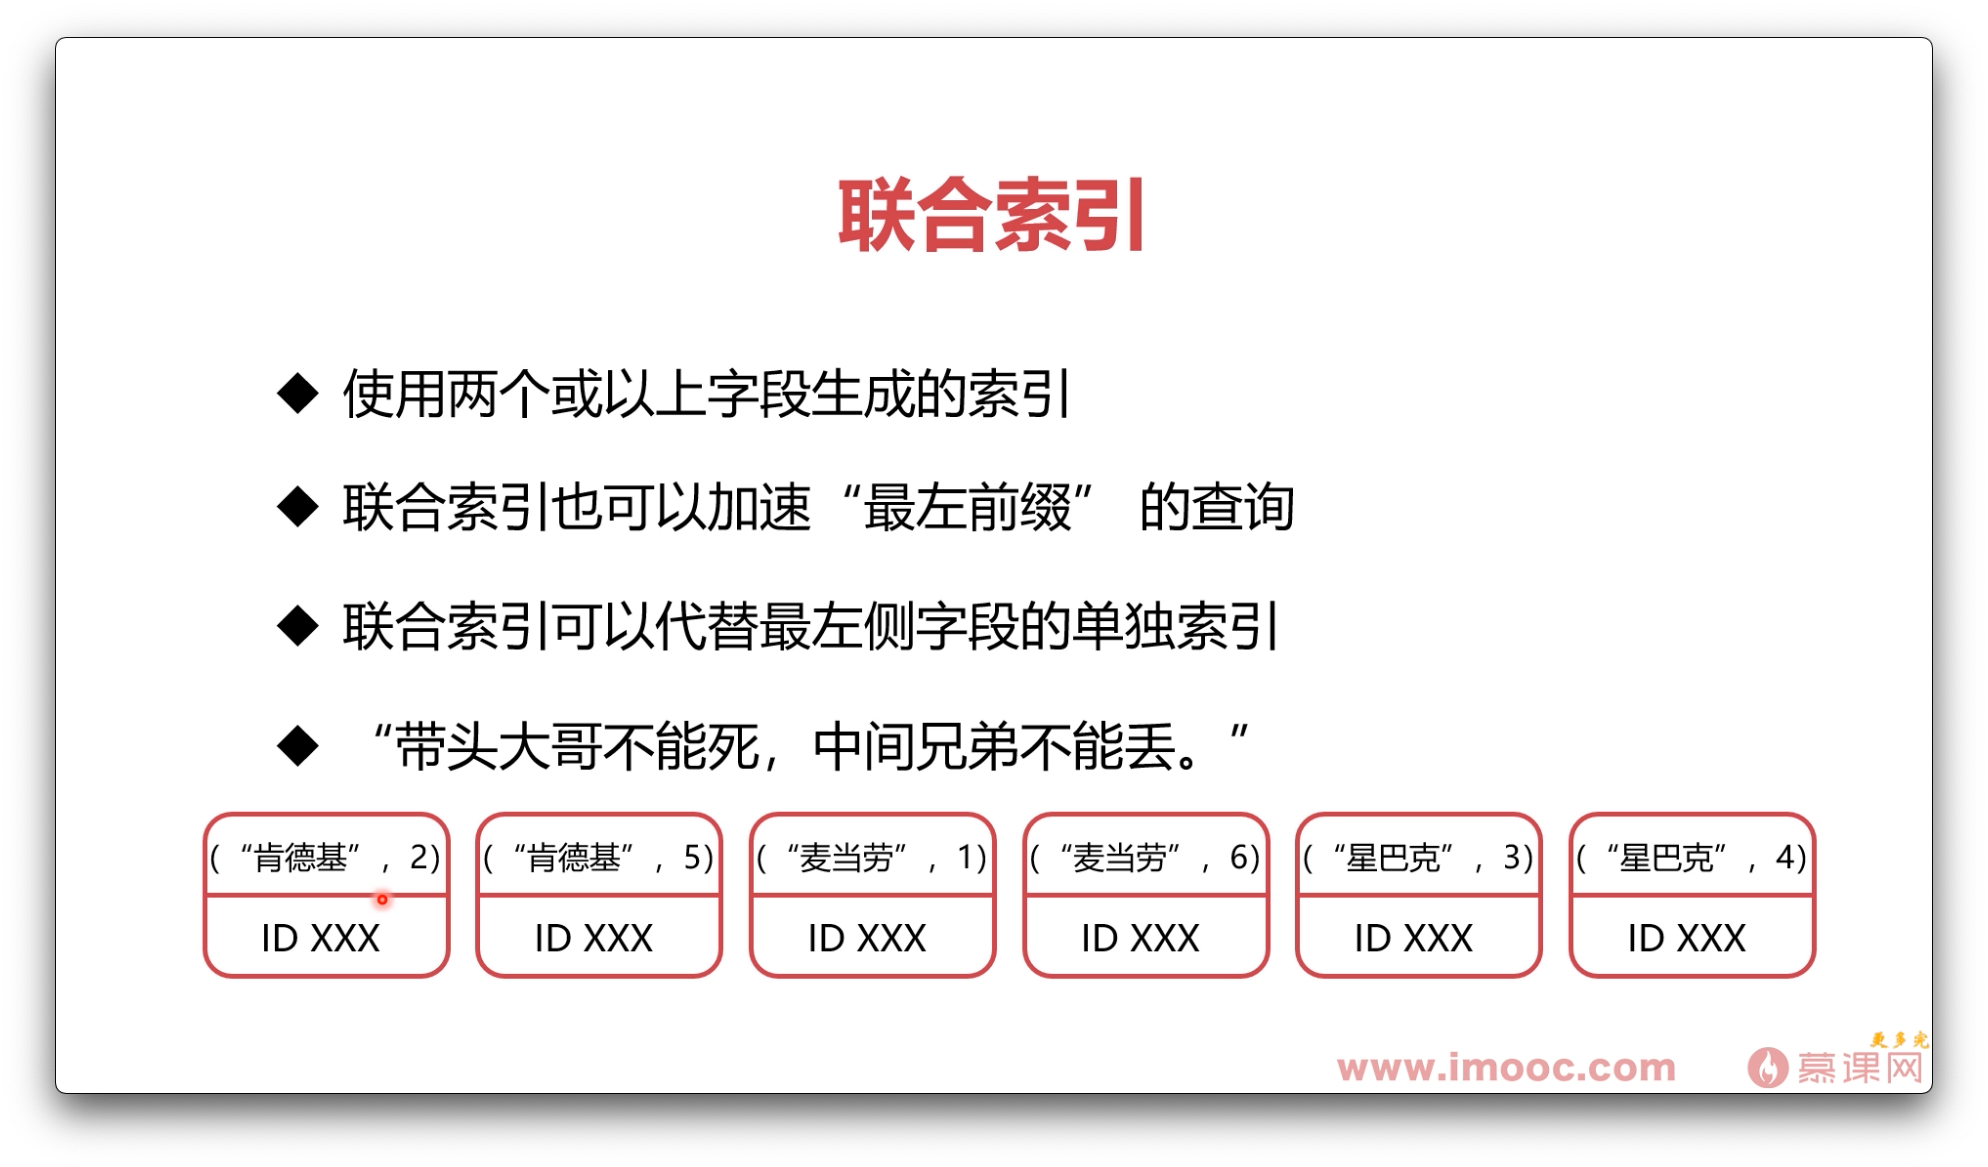 联合索引
◆ 使用两个或以上字段生成的索引
◆ 联合索引也可以加速“最左前缀” 的查询
◆ 联合索引可以代替最左侧字段的单独索引
◆ “带头大哥不能死，中间兄弟不能丢。”
(“肯德基”，2) (“肯德基”，5) (“麦当劳”，1) (“麦当劳”，6) (“星巴克”，3) (“星巴克”，4)
ID XXX ID XXX ID XXX ID XXX ID XXX ID XXX
更多完
www.imooc.com 慕课网